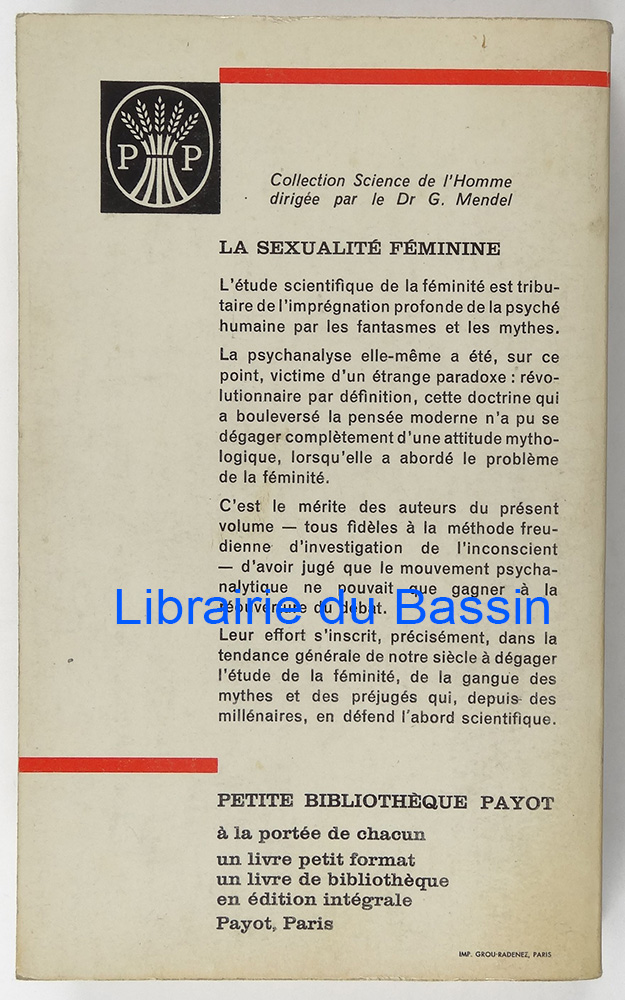 P P
Collection Science de l'Homme
dirigée par le Dr G. Mendel
LA SEXUALITÉ FÉMININE
L'étude scientifique de la féminité est tribu-
taire de l'imprégnation profonde de la psyché
humaine par les fantasmes et les mythes.
La psychanalyse elle-même a été, sur ce
point, victime d'un étrange paradoxe : révo-
lutionnaire par définition, cette doctrine qui
a bouleversé la pensée moderne n'a pu se
dégager complètement d'une attitude mytho-
logique, lorsqu'elle a abordé le problème
de la féminité.
C'est le mérite des auteurs du présent
volume — tous fidèles à la méthode freu-
dienne d'investigation de l'inconscient
— d'avoir jugé que le mouvement psycha-
nalytique ne pouvait que gagner à la
réouverture du débat.
Librairie du Bassin
Leur effort s'inscrit, précisément, dans la
tendance générale de notre siècle à dégager
l'étude de la féminité, de la gangue des
mythes et des préjugés qui, depuis des
millénaires, en défend l'abord scientifique.
PETITE BIBLIOTHÈQUE PAYOT
à la portée de chacun
un livre petit format
un livre de bibliothèque
en édition intégrale
Payot, Paris
IMP. GROU-RADENEZ, PARIS